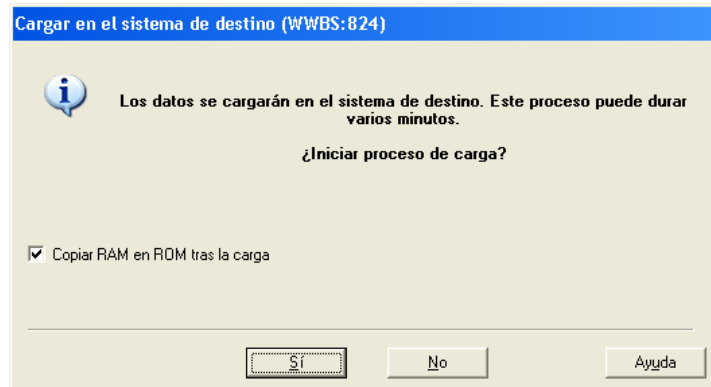 Cargar en el sistema de destino (WWBS:824)
Los datos se cargarán en el sistema de destino. Este proceso puede durar
varios minutos.
¿Iniciar proceso de carga?
Copiar RAM en ROM tras la carga
Sí No Ayuda